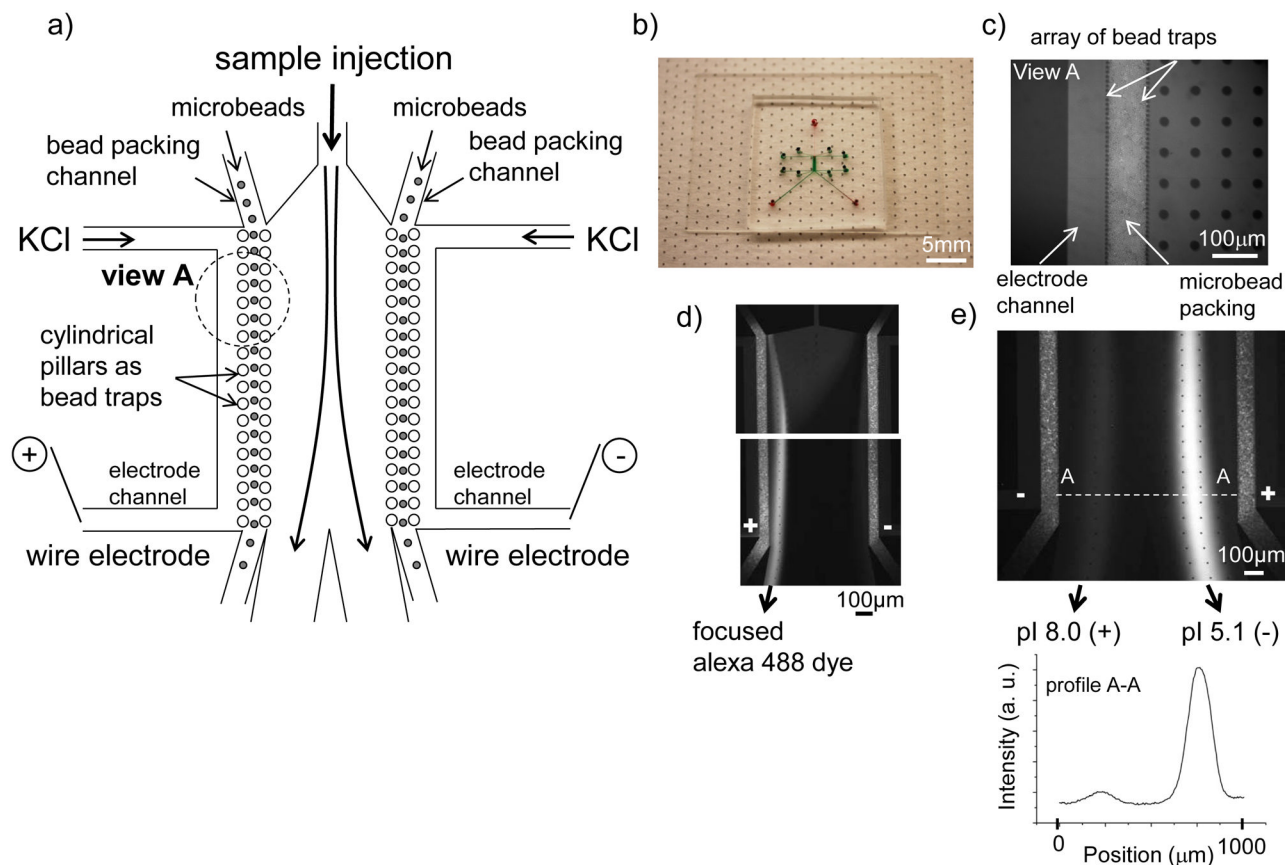 a)
sample injection
microbeads
microbeads
bead packing
channel
bead packing
channel
KCl
KCl
view A
cylindrical
pillars as
bead traps
+
-
electrode
channel
electrode
channel
wire electrode
wire electrode
b)
5mm
c)
array of bead traps
View A
100μm
electrode
channel
microbead
packing
d)
+
-
100μm
focused
alexa 488 dye
e)
A
A
-
+
100μm
pI 8.0 (+)
pI 5.1 (-)
profile A-A
Intensity (a. u.)
0
1000
Position (μm)